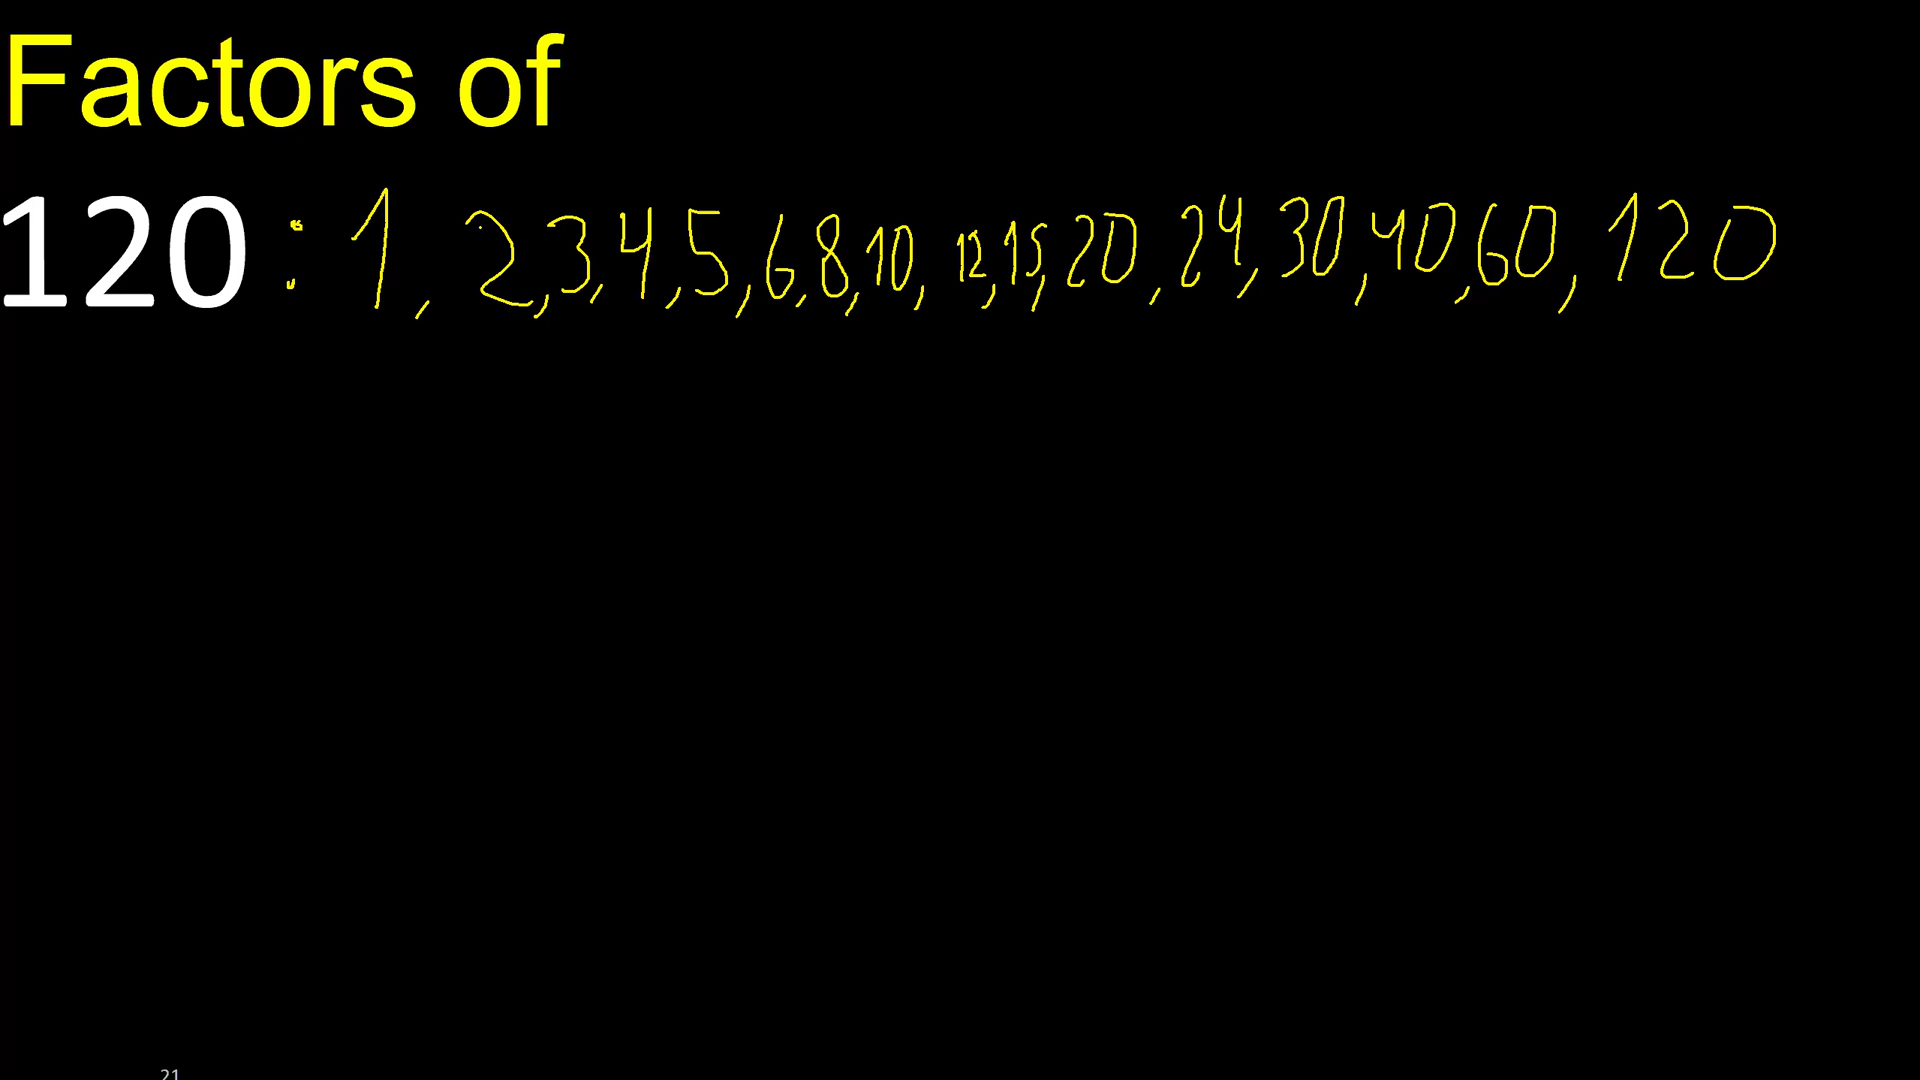 Factors of
120 : 1, 2, 3, 4, 5, 6, 8, 10, 12, 15, 20, 24, 30, 40, 60, 120
21